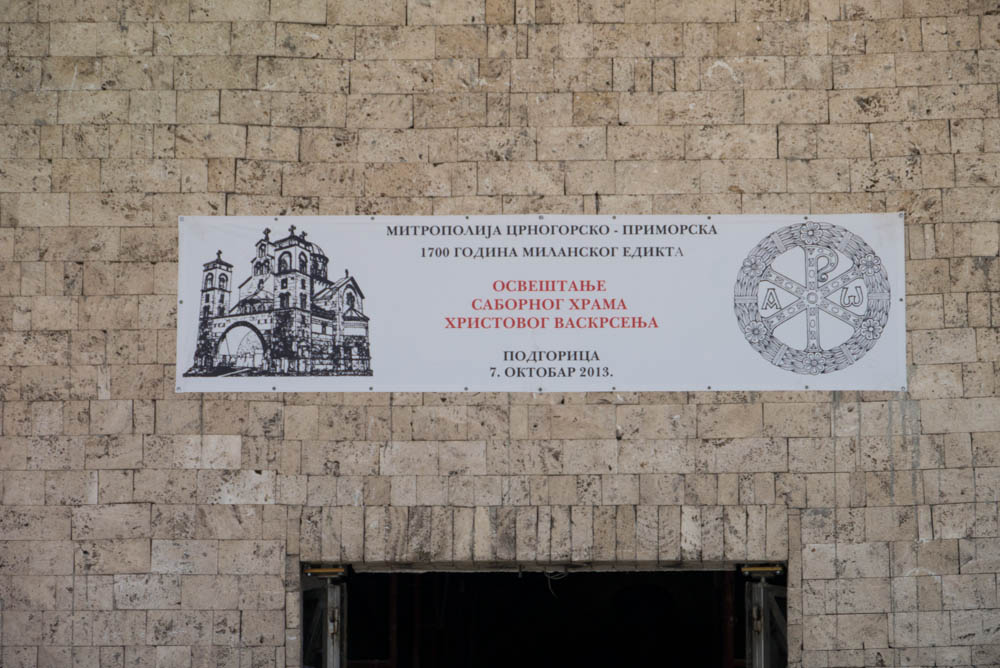 МИТРОПОЛИЈА ЦРНОГОРСКО - ПРИМОРСКА
1700 ГОДИНА МИЛАНСКОГ ЕДИКТА
ОСВЕШТАЊЕ
САБОРНОГ ХРАМА
ХРИСТОВОГ ВАСКРСЕЊА
ПОДГОРИЦА
7. ОКТОБАР 2013.
Α Ρ Ω